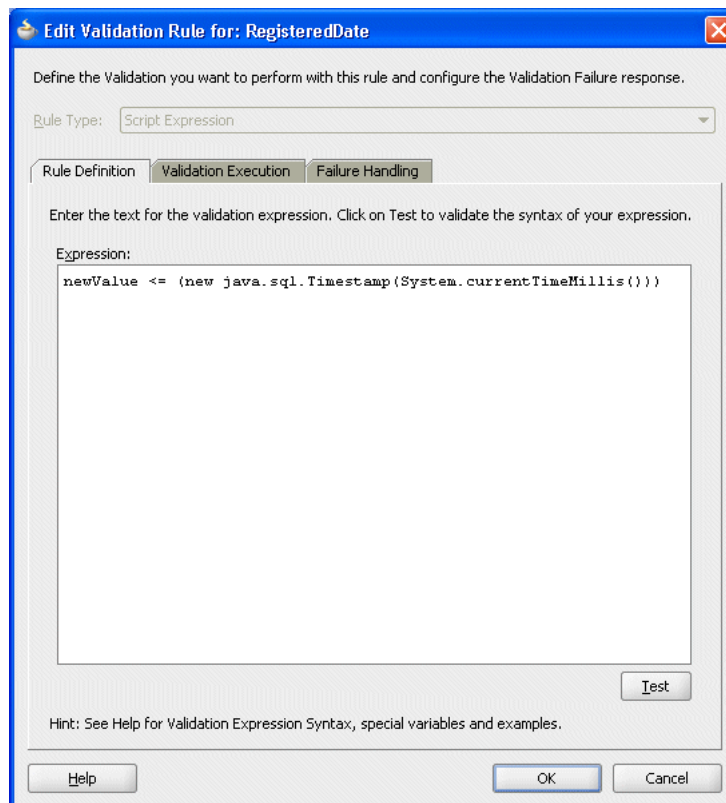 Edit Validation Rule for: RegisteredDate
Define the Validation you want to perform with this rule and configure the Validation Failure response.
Rule Type: Script Expression
Rule Definition Validation Execution Failure Handling
Enter the text for the validation expression. Click on Test to validate the syntax of your expression.
Expression:
newValue <= (new java.sql.Timestamp(System.currentTimeMillis()))
Test
Hint: See Help for Validation Expression Syntax, special variables and examples.
Help OK Cancel